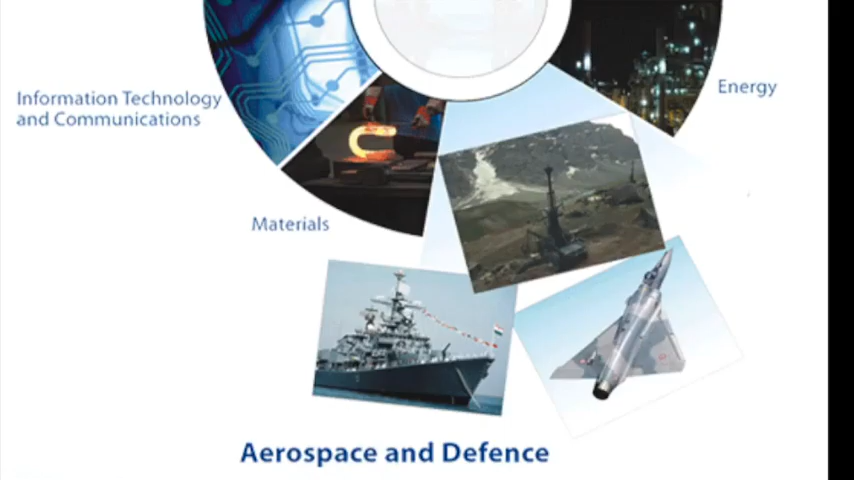 Information Technology
and Communications
Energy
Materials
Aerospace and Defence